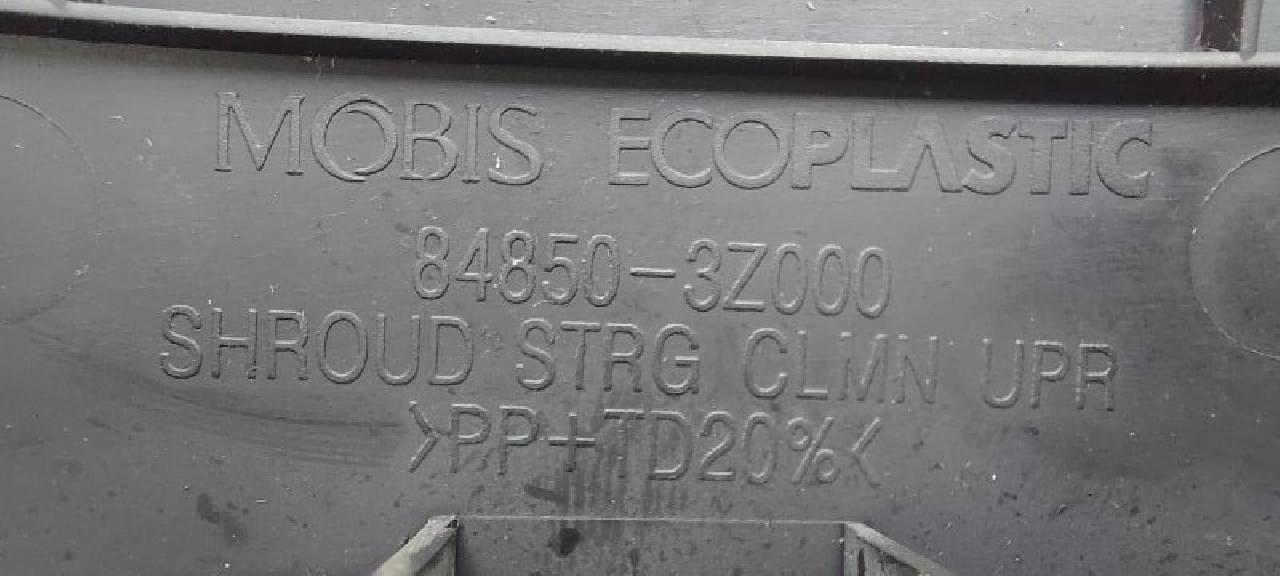 MOBIS ECOPLASTIC
84850-3Z000
SHROUD STRG CLMN UPR
>PP+TD20%<